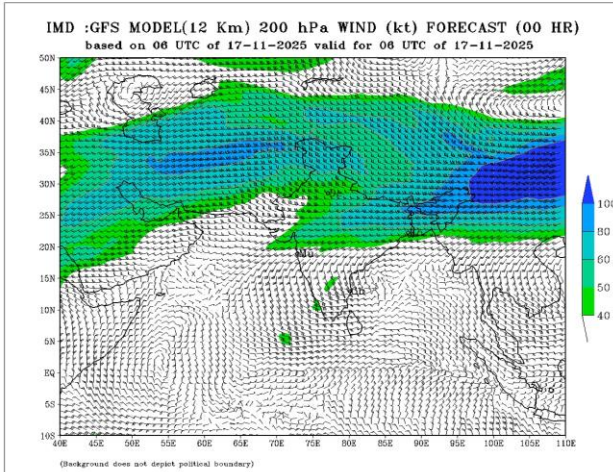 IMD :GFS MODEL(12 Km) 200 hPa WIND (kt) FORECAST (00 HR)
based on 06 UTC of 17-11-2025 valid for 06 UTC of 17-11-2025
50N
45N
40N
35N
30N
25N
20N
15N
10N
5N
EQ
5S
10S
40E 45E 50E 55E 60E 65E 70E 75E 80E 85E 90E 95E 100E 105E 110E
100
80
60
50
40
(Background does not depict political boundary)